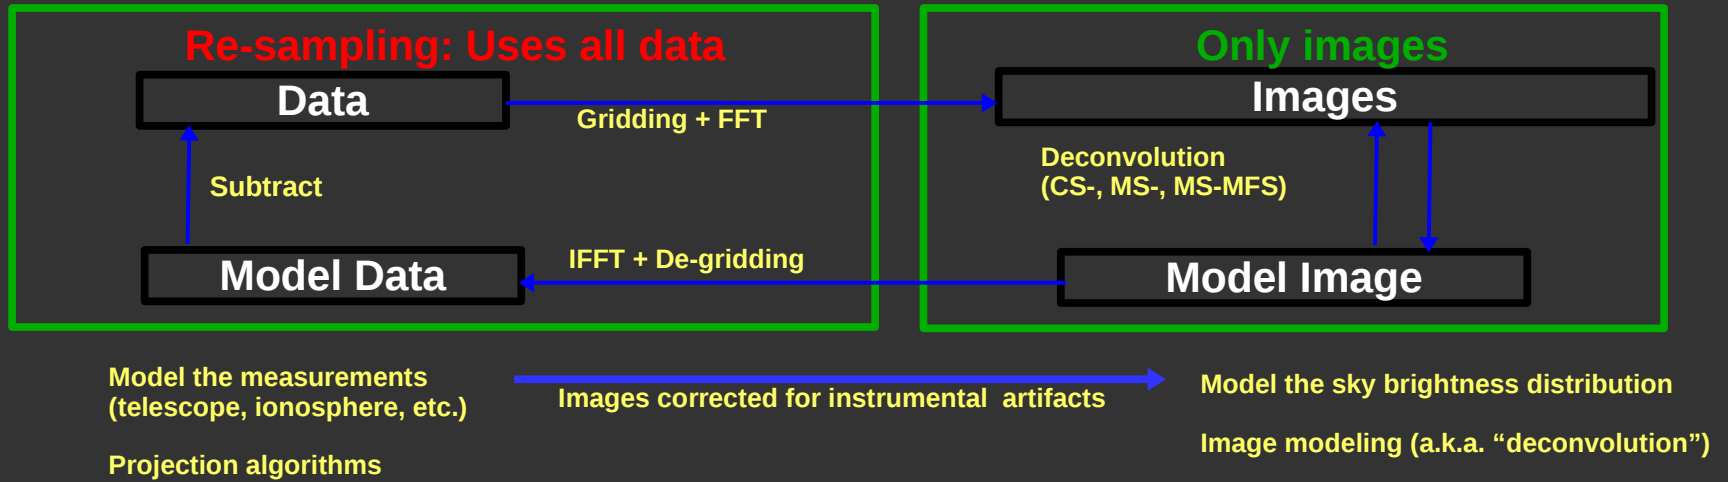 Re-sampling: Uses all data
Data
Gridding + FFT
Subtract
IFFT + De-gridding
Model Data
Only images
Images
Deconvolution
(CS-, MS-, MS-MFS)
Model Image
Model the measurements
(telescope, ionosphere, etc.)
Projection algorithms
Images corrected for instrumental artifacts
Model the sky brightness distribution
Image modeling (a.k.a. “deconvolution”)